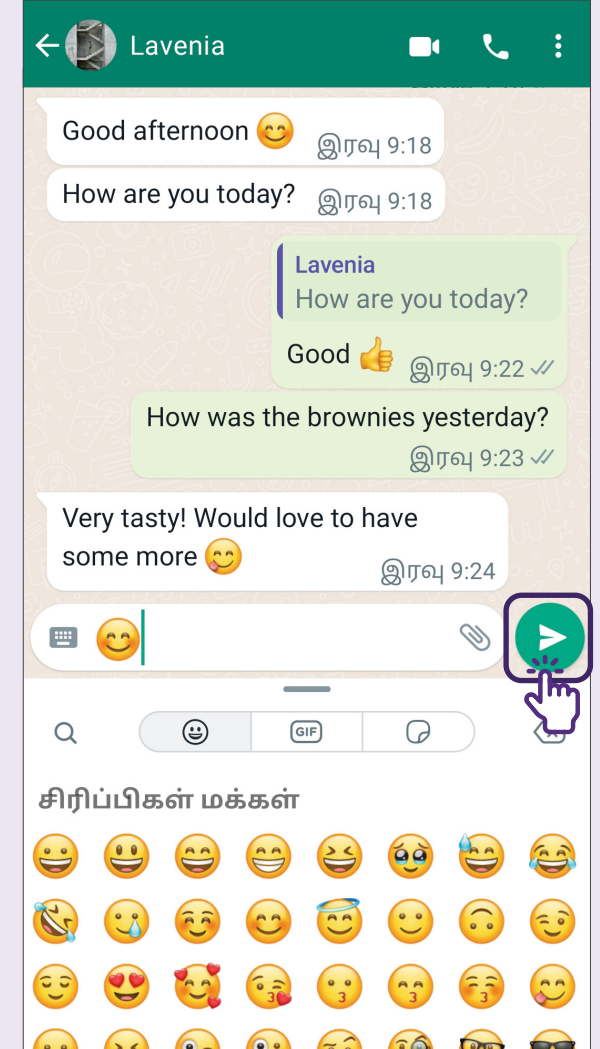 Lavenia
Good afternoon 😊 இரவு 9:18
How are you today? இரவு 9:18
Lavenia
How are you today?
Good 👍 இரவு 9:22
How was the brownies yesterday?
இரவு 9:23
Very tasty! Would love to have
some more 😋 இரவு 9:24
😊
GIF
சிரிப்பிகள் மக்கள்